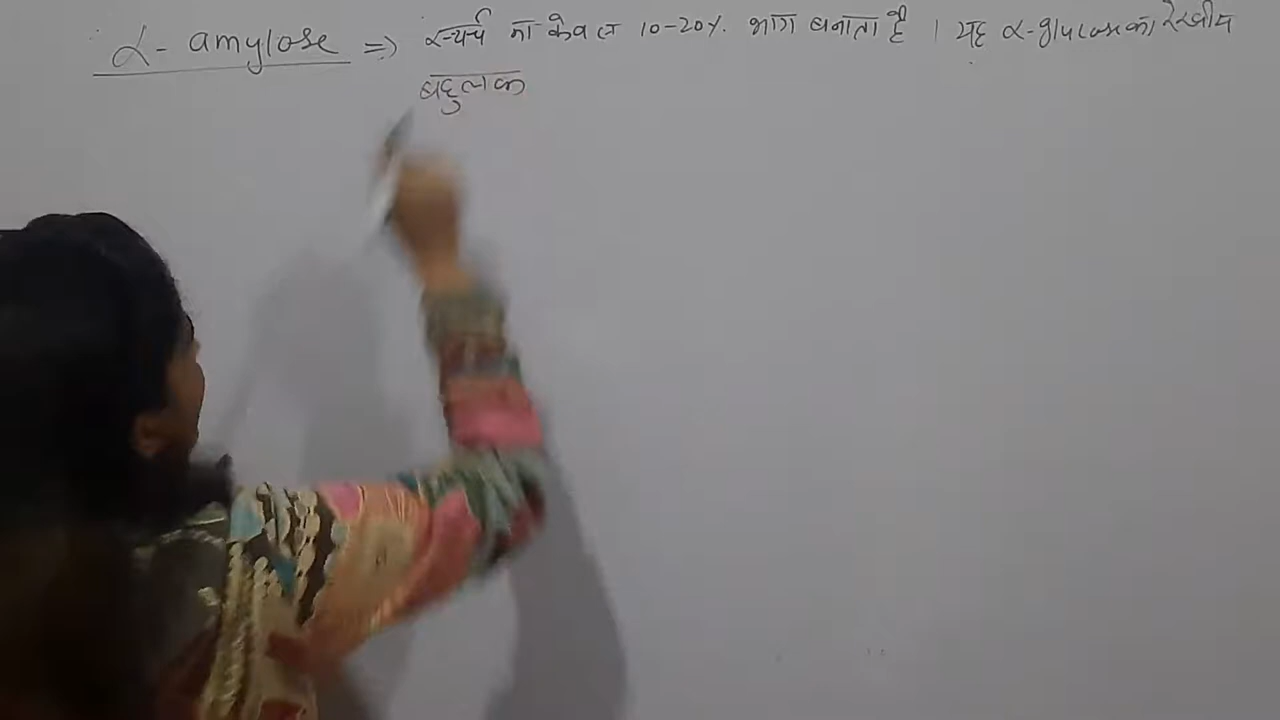 α- amylose => स्टार्च का केवल 10-20%. भाग बनाता है । यह α-glucose का रेखीय
बहुलक